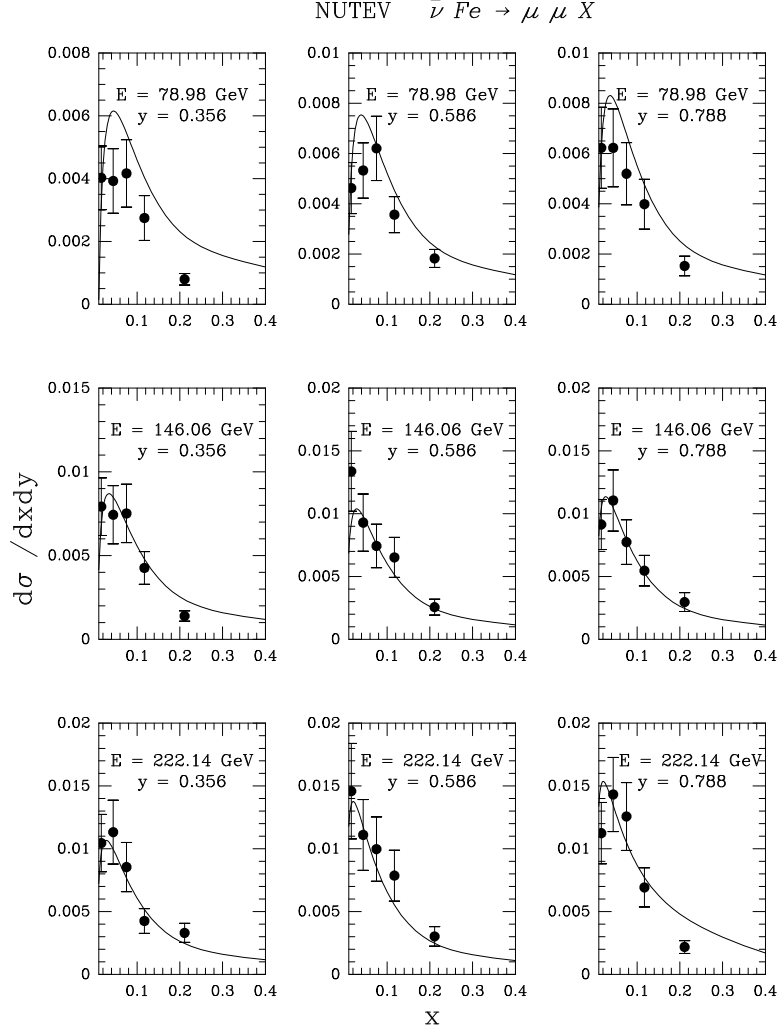 NUTEV ν̄ Fe → μ μ X
0.008
0.006
0.004
0.002
0
E = 78.98 GeV
y = 0.356
0.1 0.2 0.3 0.4
0.01
0.008
0.006
0.004
0.002
0
E = 78.98 GeV
y = 0.586
0.1 0.2 0.3 0.4
0.01
0.008
0.006
0.004
0.002
0
E = 78.98 GeV
y = 0.788
0.1 0.2 0.3 0.4
dσ /dxdy
0.015
0.01
0.005
0
E = 146.06 GeV
y = 0.356
0.1 0.2 0.3 0.4
0.02
0.015
0.01
0.005
0
E = 146.06 GeV
y = 0.586
0.1 0.2 0.3 0.4
0.02
0.015
0.01
0.005
0
E = 146.06 GeV
y = 0.788
0.1 0.2 0.3 0.4
0.02
0.015
0.01
0.005
0
E = 222.14 GeV
y = 0.356
0.1 0.2 0.3 0.4
0.02
0.015
0.01
0.005
0
E = 222.14 GeV
y = 0.586
0.1 0.2 0.3 0.4
0.02
0.015
0.01
0.005
0
E = 222.14 GeV
y = 0.788
0.1 0.2 0.3 0.4
x